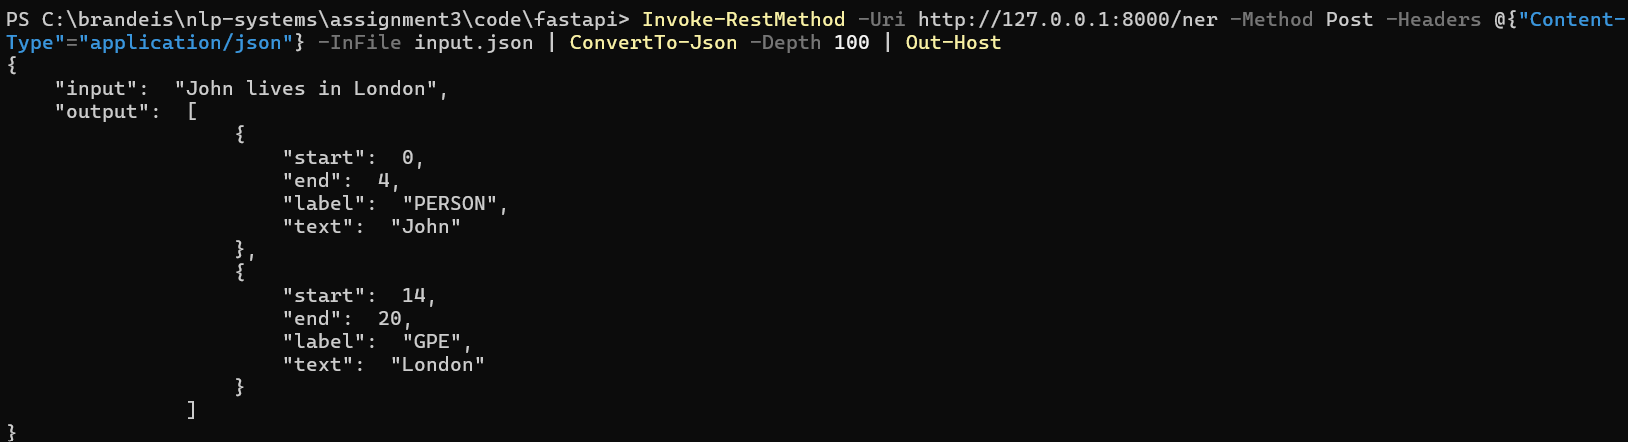 PS C:\brandeis\nlp-systems\assignment3\code\fastapi> Invoke-RestMethod -Uri http://127.0.0.1:8000/ner -Method Post -Headers @{"Content-
Type"="application/json"} -InFile input.json | ConvertTo-Json -Depth 100 | Out-Host
{
    "input":  "John lives in London",
    "output":  [
                   {
                       "start":  0,
                       "end":  4,
                       "label":  "PERSON",
                       "text":  "John"
                   },
                   {
                       "start":  14,
                       "end":  20,
                       "label":  "GPE",
                       "text":  "London"
                   }
               ]
}